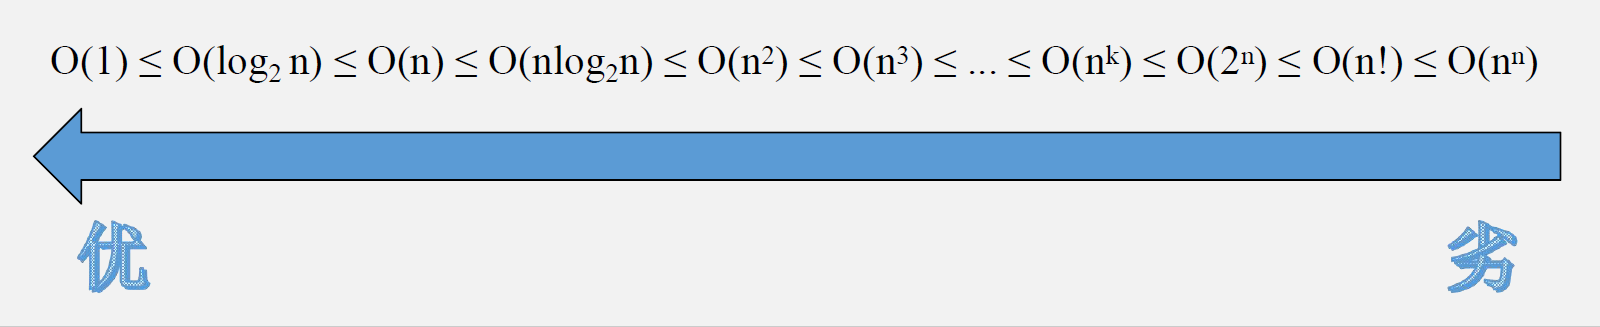 O(1) ≤ O(log₂ n) ≤ O(n) ≤ O(nlog₂n) ≤ O(n²) ≤ O(n³) ≤ ... ≤ O(nᵏ) ≤ O(2ⁿ) ≤ O(n!) ≤ O(nⁿ)
优 劣